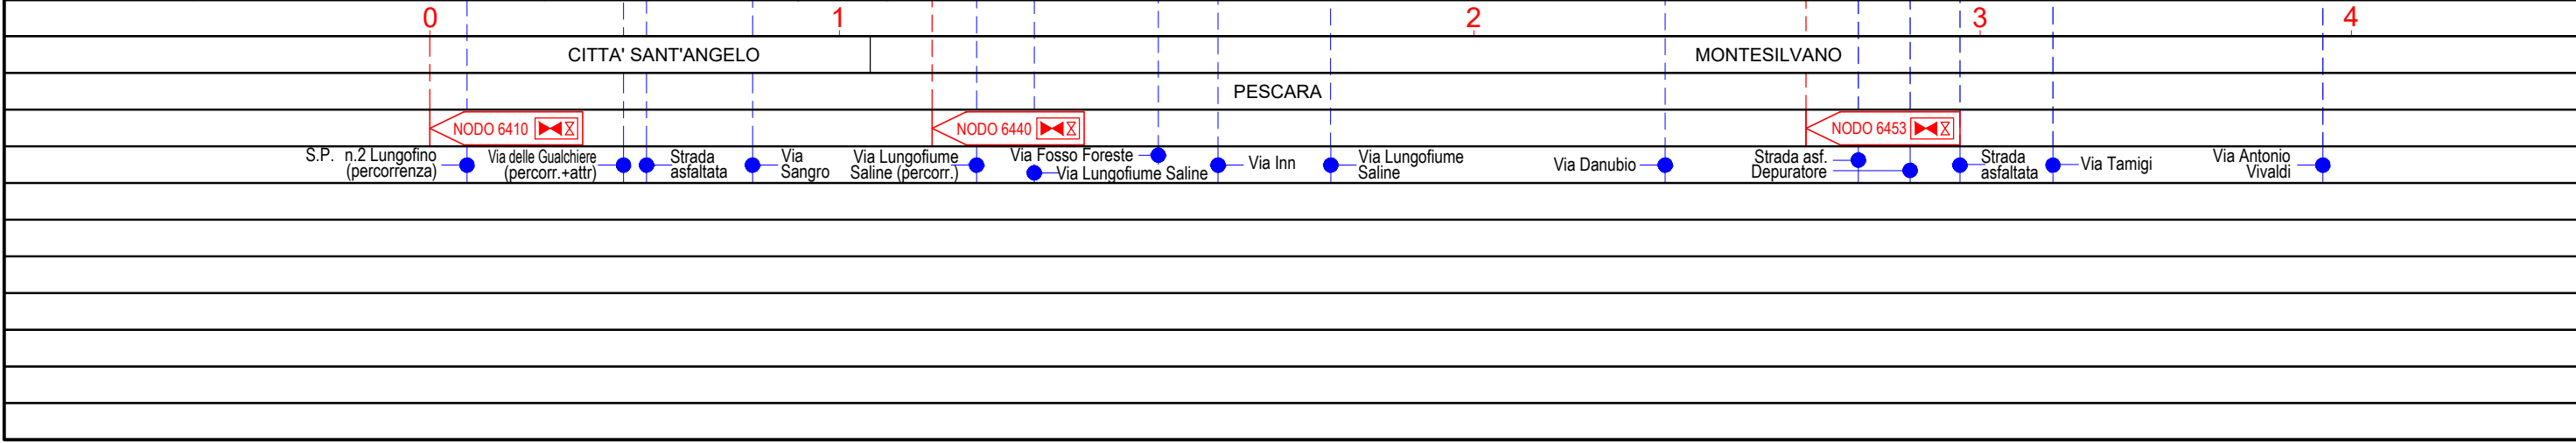 0 1 2 3 4
CITTA' SANT'ANGELO MONTESILVANO
PESCARA
NODO 6410 NODO 6440 NODO 6453
S.P. n.2 Lungofino
(percorrenza)
Via delle Gualchiere
(percorr.+attr)
Strada
asfaltata
Via
Sangro
Via Lungofiume
Saline (percorr.)
Via Fosso Foreste
Via Lungofiume Saline
Via Inn
Via Lungofiume
Saline
Via Danubio
Strada asf.
Depuratore
Strada
asfaltata
Via Tamigi
Via Antonio
Vivaldi